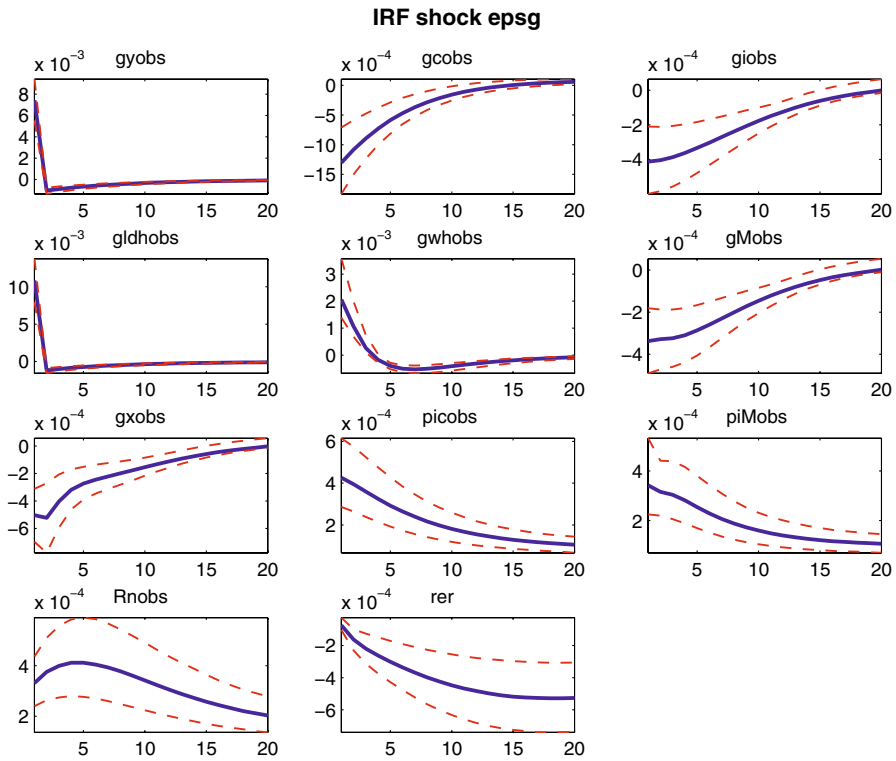 IRF shock epsg
x 10⁻³ gyobs
8
6
4
2
0
5 10 15 20
x 10⁻⁴ gcobs
0
−5
−10
−15
5 10 15 20
x 10⁻⁴ giobs
0
−2
−4
5 10 15 20
x 10⁻³ gldhobs
10
5
0
5 10 15 20
x 10⁻³ gwhobs
3
2
1
0
5 10 15 20
x 10⁻⁴ gMobs
0
−2
−4
5 10 15 20
x 10⁻⁴ gxobs
0
−2
−4
−6
5 10 15 20
x 10⁻⁴ picobs
6
4
2
5 10 15 20
x 10⁻⁴ piMobs
4
2
5 10 15 20
x 10⁻⁴ Rnobs
4
2
5 10 15 20
x 10⁻⁴ rer
−2
−4
−6
5 10 15 20